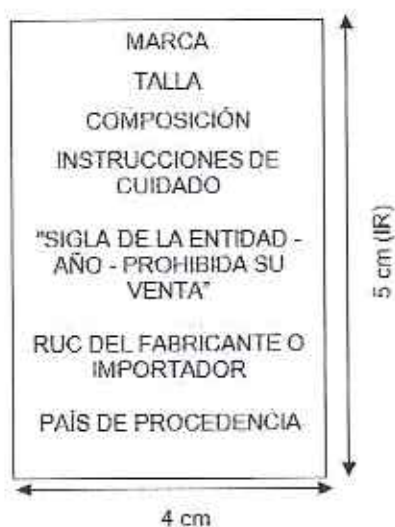 MARCA
TALLA
COMPOSICIÓN
INSTRUCCIONES DE
CUIDADO
"SIGLA DE LA ENTIDAD -
AÑO - PROHIBIDA SU
VENTA"
RUC DEL FABRICANTE O
IMPORTADOR
PAÍS DE PROCEDENCIA
5 cm (IR)
4 cm